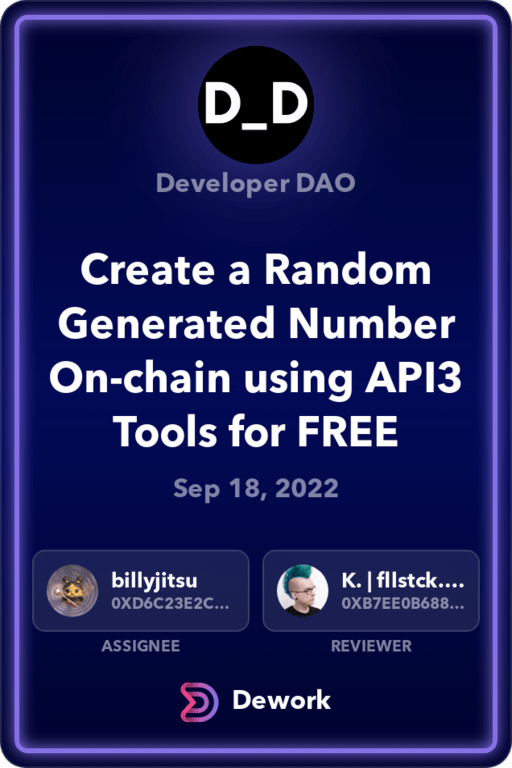 D_D
Developer DAO
Create a Random
Generated Number
On-chain using API3
Tools for FREE
Sep 18, 2022
billyjitsu
0XD6C23E2C...
K. | fllstck....
0XB7EE0B688...
ASSIGNEE
REVIEWER
Dework